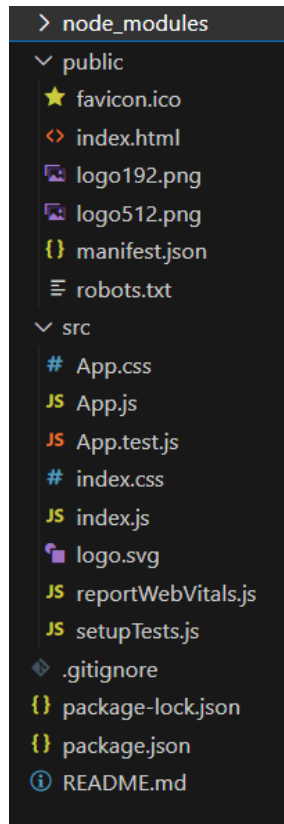 node_modules
public
favicon.ico
index.html
logo192.png
logo512.png
manifest.json
robots.txt
src
App.css
App.js
App.test.js
index.css
index.js
logo.svg
reportWebVitals.js
setupTests.js
.gitignore
package-lock.json
package.json
README.md